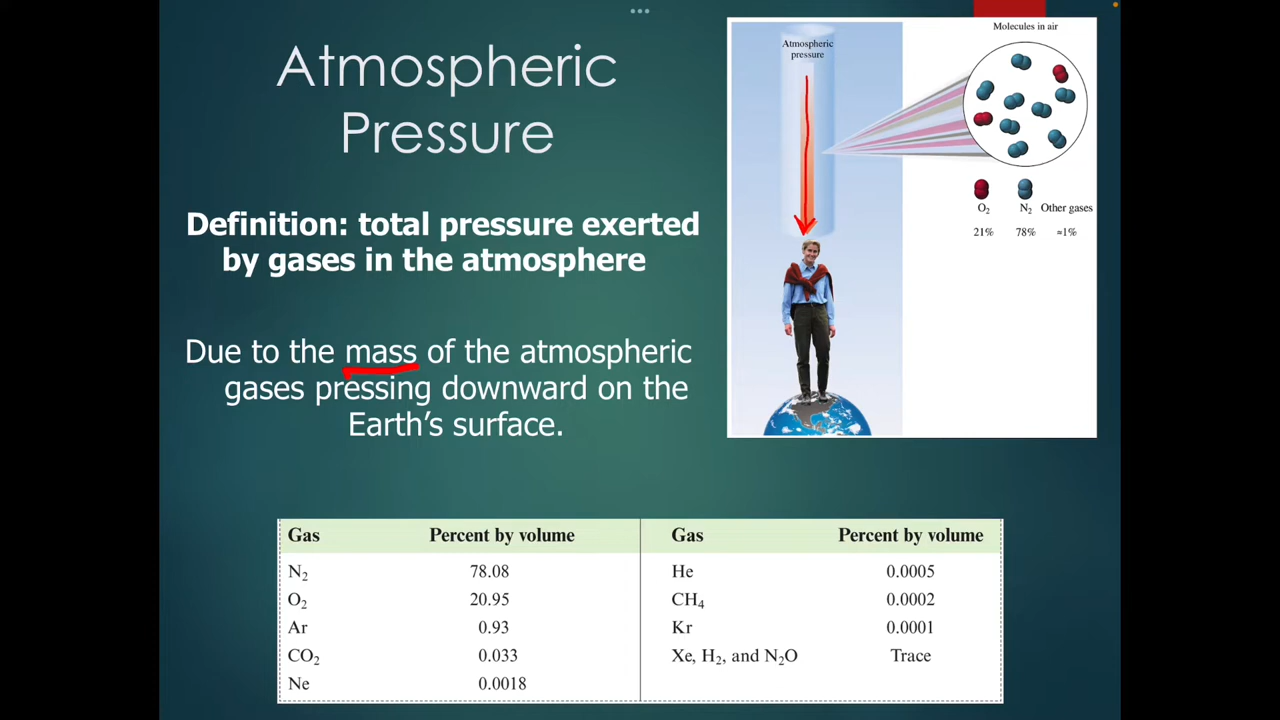 Atmospheric
Pressure
Definition: total pressure exerted
by gases in the atmosphere
Due to the mass of the atmospheric
gases pressing downward on the
Earth’s surface.
Atmospheric
pressure
Molecules in air
O₂ N₂ Other gases
21% 78% ≈1%
Gas Percent by volume Gas Percent by volume
N₂ 78.08 He 0.0005
O₂ 20.95 CH₄ 0.0002
Ar 0.93 Kr 0.0001
CO₂ 0.033 Xe, H₂, and N₂O Trace
Ne 0.0018